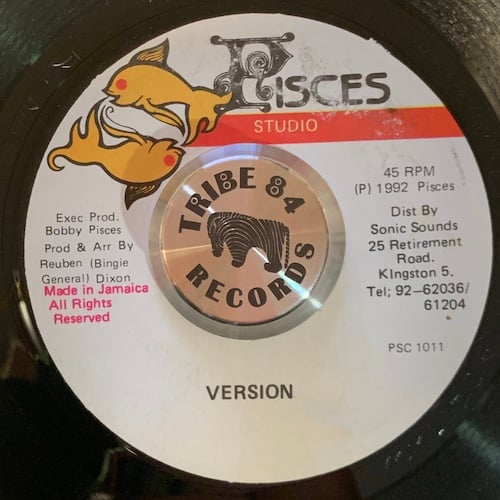 PISCES
STUDIO
45 RPM
(P) 1992 Pisces
Exec Prod.
Bobby Pisces
Prod & Arr By
Reuben (Bingie
General) Dixon
Made in Jamaica
All Rights
Reserved
TRIBE 84
RECORDS
Dist By
Sonic Sounds
25 Retirement
Road.
KIngston 5.
Tel; 92-62036/
61204
PSC 1011
VERSION